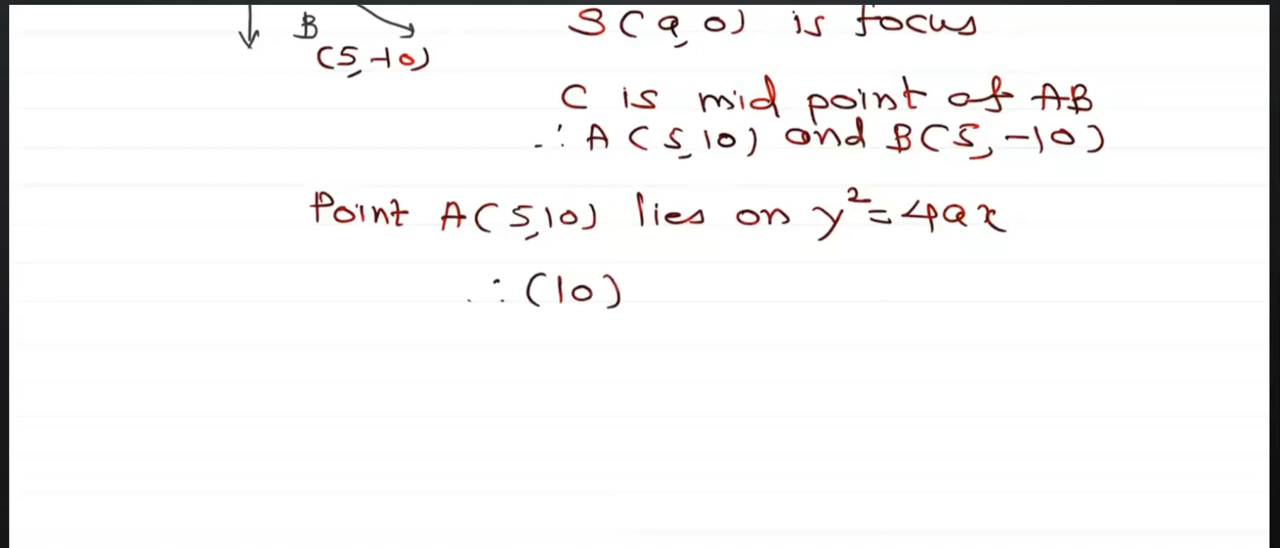 B
(5,-10)
S(a,0) is focus
C is mid point of AB
∴ A(5,10) and B(5,-10)
Point A(5,10) lies on y²=4ax
∴ (10)